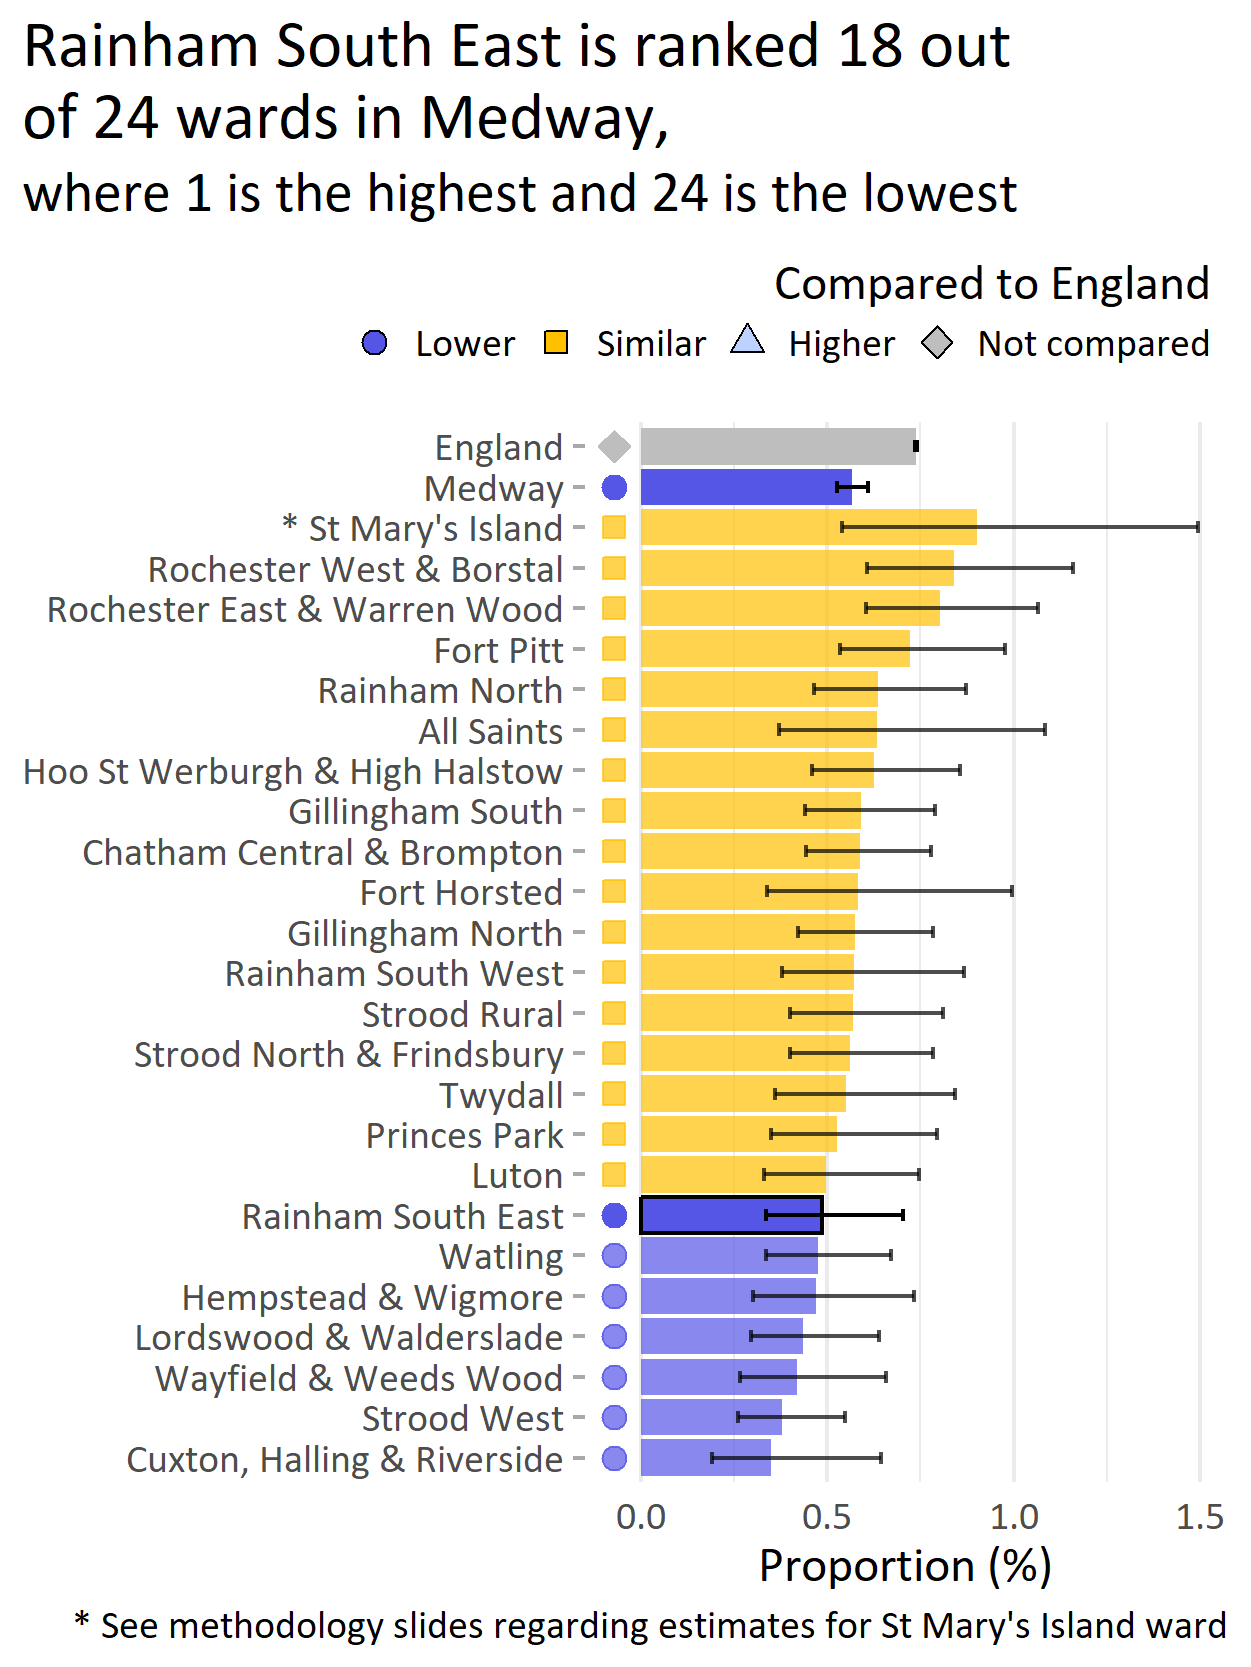 Rainham South East is ranked 18 out
of 24 wards in Medway,
where 1 is the highest and 24 is the lowest
Compared to England
Lower Similar Higher Not compared
England
Medway
* St Mary's Island
Rochester West & Borstal
Rochester East & Warren Wood
Fort Pitt
Rainham North
All Saints
Hoo St Werburgh & High Halstow
Gillingham South
Chatham Central & Brompton
Fort Horsted
Gillingham North
Rainham South West
Strood Rural
Strood North & Frindsbury
Twydall
Princes Park
Luton
Rainham South East
Watling
Hempstead & Wigmore
Lordswood & Walderslade
Wayfield & Weeds Wood
Strood West
Cuxton, Halling & Riverside
0.0 0.5 1.0 1.5
Proportion (%)
* See methodology slides regarding estimates for St Mary's Island ward